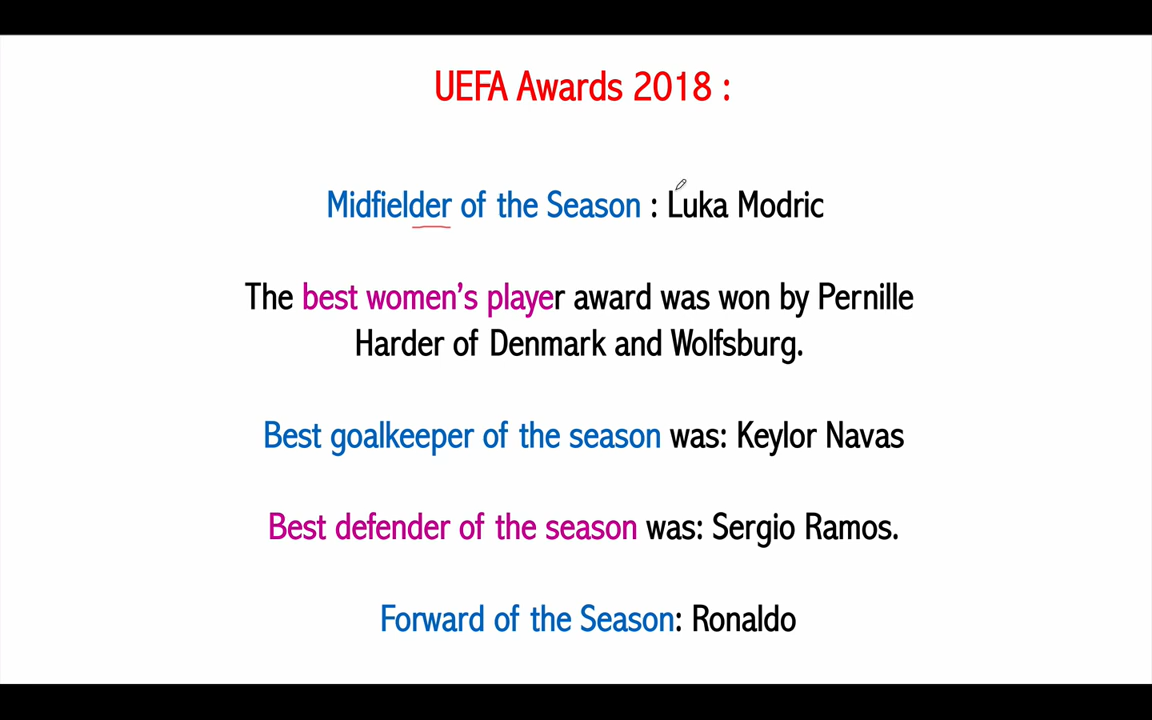 UEFA Awards 2018 :
Midfielder of the Season : Luka Modric
The best women's player award was won by Pernille
Harder of Denmark and Wolfsburg.
Best goalkeeper of the season was: Keylor Navas
Best defender of the season was: Sergio Ramos.
Forward of the Season: Ronaldo